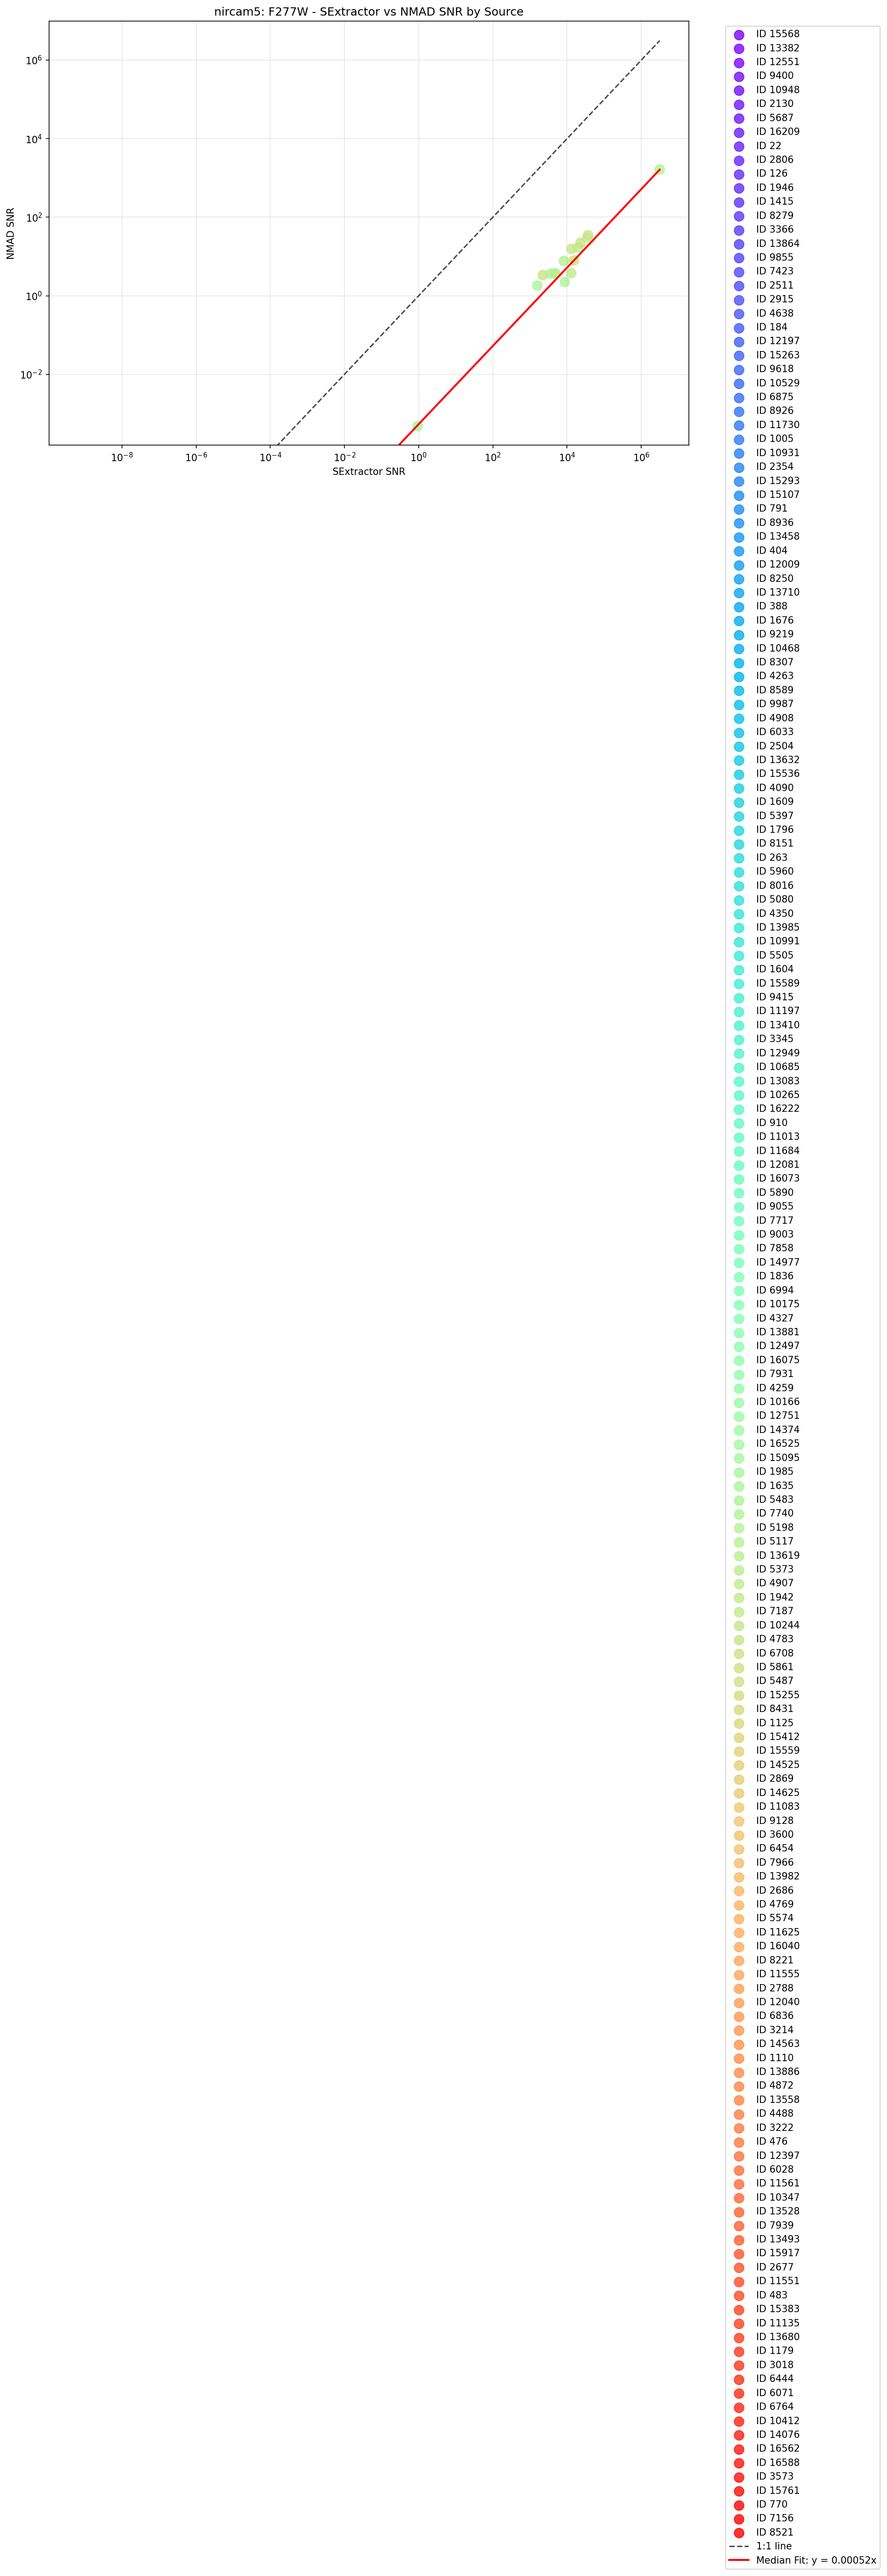 nircam5: F277W - SExtractor vs NMAD SNR by Source
NMAD SNR
10⁶
10⁴
10²
10⁰
10⁻²
10⁻⁸
10⁻⁶
10⁻⁴
10⁻²
10⁰
10²
10⁴
10⁶
SExtractor SNR
ID 15568
ID 13382
ID 12551
ID 9400
ID 10948
ID 2130
ID 5687
ID 16209
ID 22
ID 2806
ID 126
ID 1946
ID 1415
ID 8279
ID 3366
ID 13864
ID 9855
ID 7423
ID 2511
ID 2915
ID 4638
ID 184
ID 12197
ID 15263
ID 9618
ID 10529
ID 6875
ID 8926
ID 11730
ID 1005
ID 10931
ID 2354
ID 15293
ID 15107
ID 791
ID 8936
ID 13458
ID 404
ID 12009
ID 8250
ID 13710
ID 388
ID 1676
ID 9219
ID 10468
ID 8307
ID 4263
ID 8589
ID 9987
ID 4908
ID 6033
ID 2504
ID 13632
ID 15536
ID 4090
ID 1609
ID 5397
ID 1796
ID 8151
ID 263
ID 5960
ID 8016
ID 5080
ID 4350
ID 13985
ID 10991
ID 5505
ID 1604
ID 15589
ID 9415
ID 11197
ID 13410
ID 3345
ID 12949
ID 10685
ID 13083
ID 10265
ID 16222
ID 910
ID 11013
ID 11684
ID 12081
ID 16073
ID 5890
ID 9055
ID 7717
ID 9003
ID 7858
ID 14977
ID 1836
ID 6994
ID 10175
ID 4327
ID 13881
ID 12497
ID 16075
ID 7931
ID 4259
ID 10166
ID 12751
ID 14374
ID 16525
ID 15095
ID 1985
ID 1635
ID 5483
ID 7740
ID 5198
ID 5117
ID 13619
ID 5373
ID 4907
ID 1942
ID 7187
ID 10244
ID 4783
ID 6708
ID 5861
ID 5487
ID 15255
ID 8431
ID 1125
ID 15412
ID 15559
ID 14525
ID 2869
ID 14625
ID 11083
ID 9128
ID 3600
ID 6454
ID 7966
ID 13982
ID 2686
ID 4769
ID 5574
ID 11625
ID 16040
ID 8221
ID 11555
ID 2788
ID 12040
ID 6836
ID 3214
ID 14563
ID 1110
ID 13886
ID 4872
ID 13558
ID 4488
ID 3222
ID 476
ID 12397
ID 6028
ID 11561
ID 10347
ID 13528
ID 7939
ID 13493
ID 15917
ID 2677
ID 11551
ID 483
ID 15383
ID 11135
ID 13680
ID 1179
ID 3018
ID 6444
ID 6071
ID 6764
ID 10412
ID 14076
ID 16562
ID 16588
ID 3573
ID 15761
ID 770
ID 7156
ID 8521
1:1 line
Median Fit: y = 0.00052x